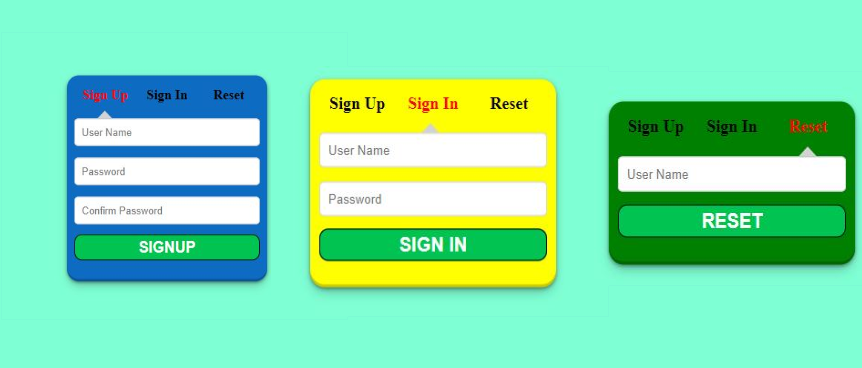 Sign Up Sign In Reset
User Name
Password
Confirm Password
SIGNUP
Sign Up Sign In Reset
User Name
Password
SIGN IN
Sign Up Sign In Reset
User Name
RESET